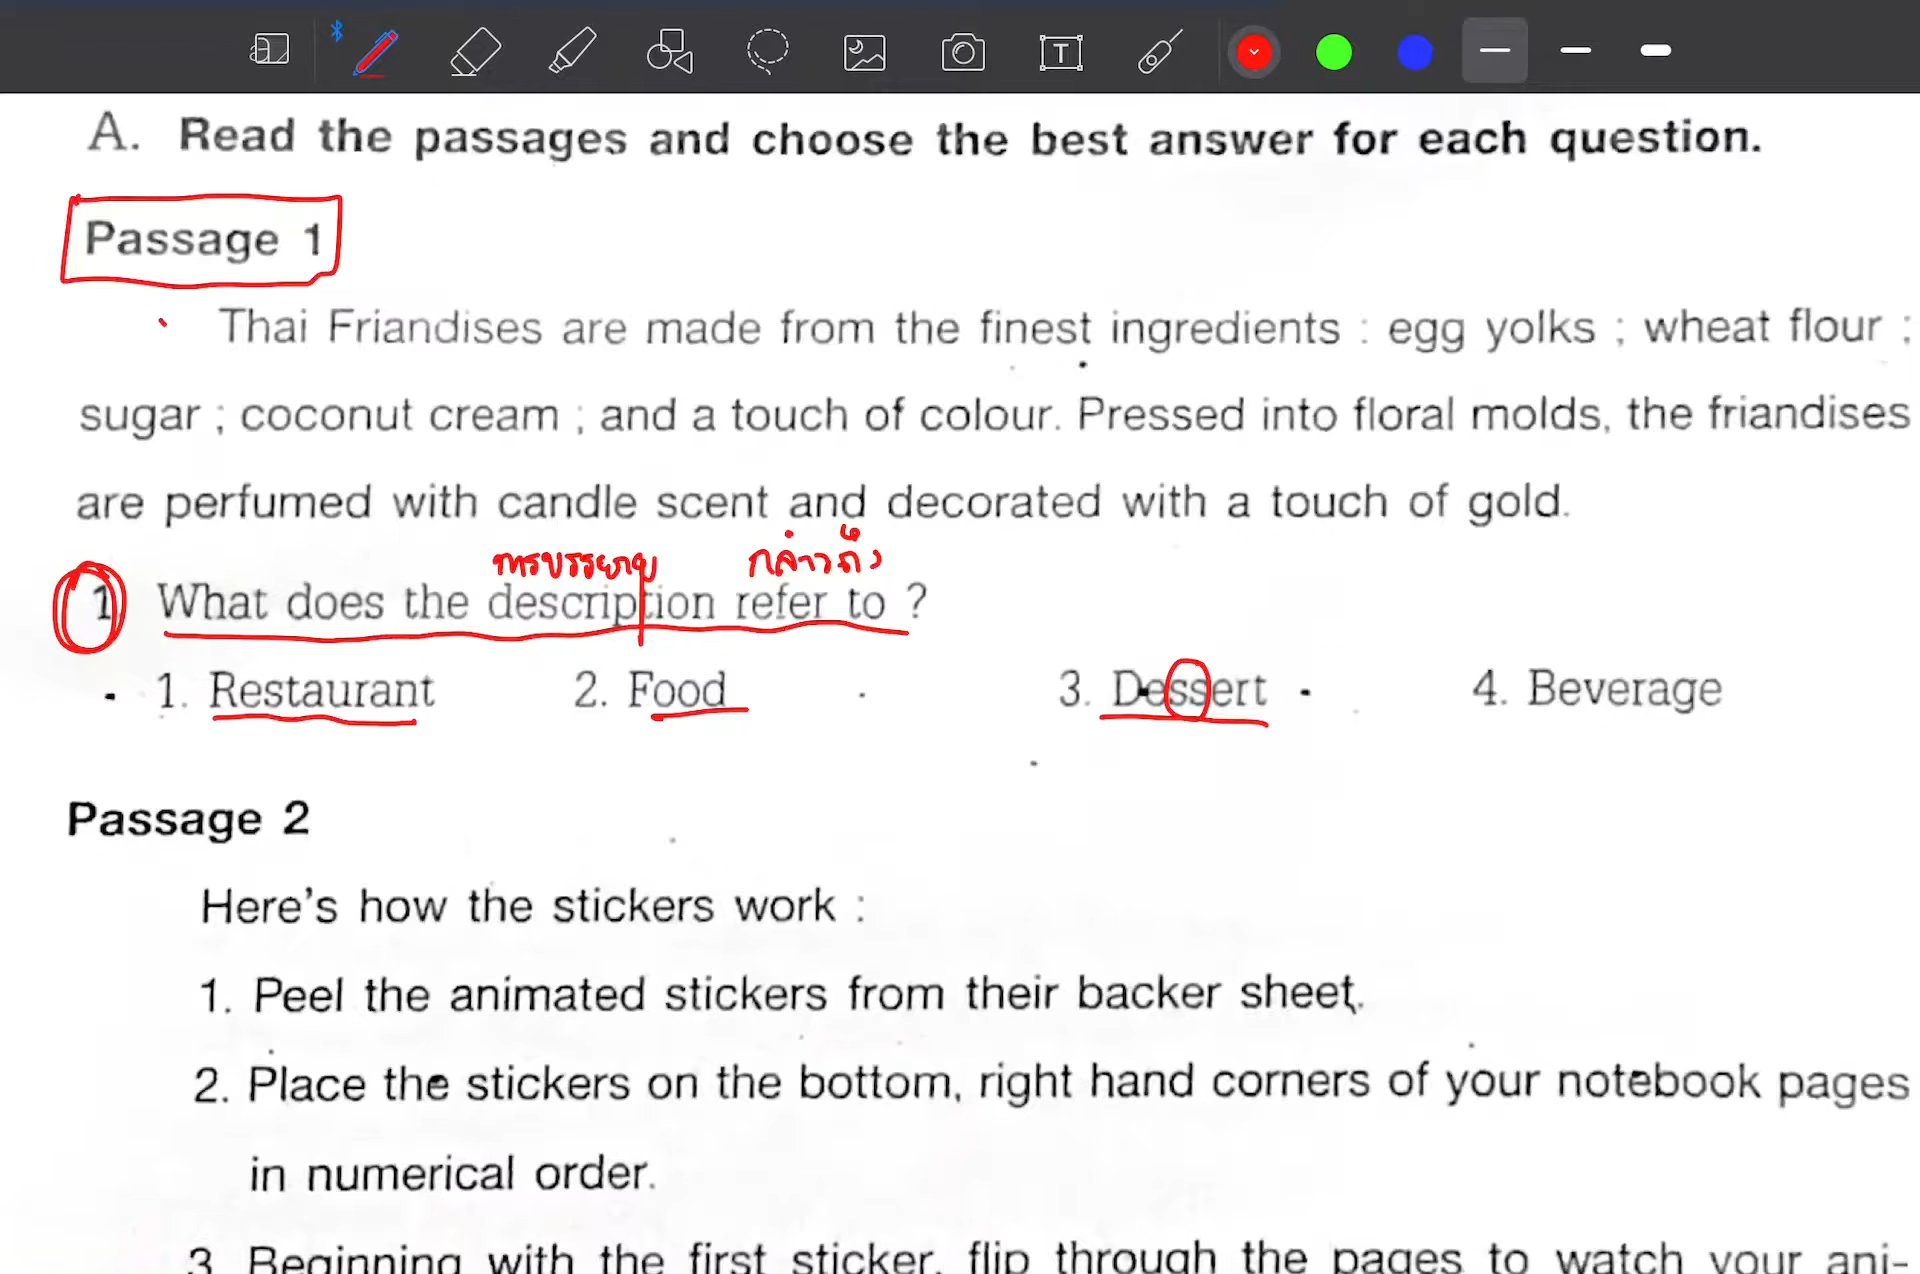 A. Read the passages and choose the best answer for each question.
Passage 1
Thai Friandises are made from the finest ingredients : egg yolks ; wheat flour ;
sugar ; coconut cream ; and a touch of colour. Pressed into floral molds, the friandises
are perfumed with candle scent and decorated with a touch of gold.
การบรรยาย กล่าวถึง
1 What does the description refer to ?
1. Restaurant 2. Food 3. Dessert 4. Beverage
Passage 2
Here's how the stickers work :
1. Peel the animated stickers from their backer sheet.
2. Place the stickers on the bottom, right hand corners of your notebook pages
in numerical order.
3 Beginning with the first sticker, flip through the pages to watch your ani-